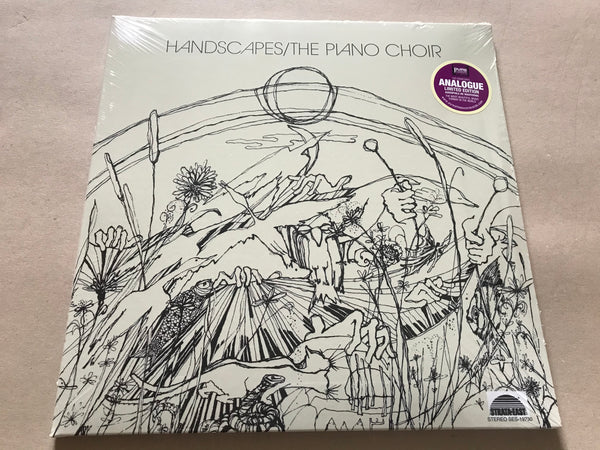 HANDSCAPES/THE PIANO CHOIR
ANALOGUE
LIMITED EDITION
STRATA-EAST
STEREO SES-19730